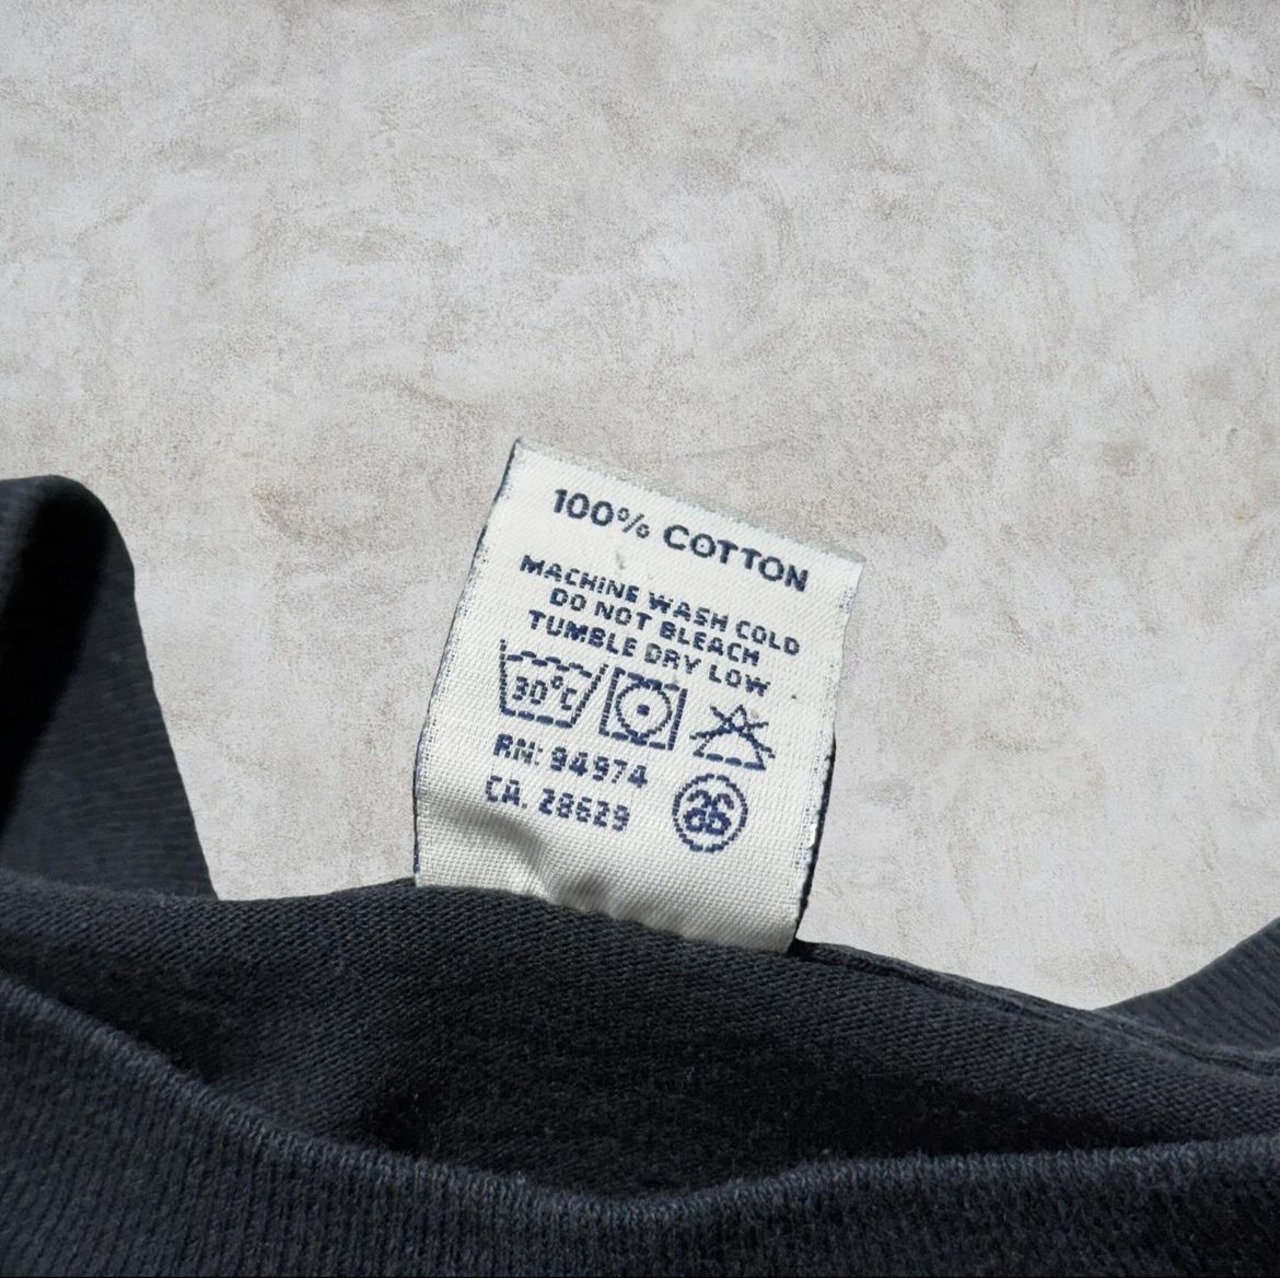 100% COTTON
MACHINE WASH COLD
DO NOT BLEACH
TUMBLE DRY LOW
30°C
RN: 94974
CA. 28629